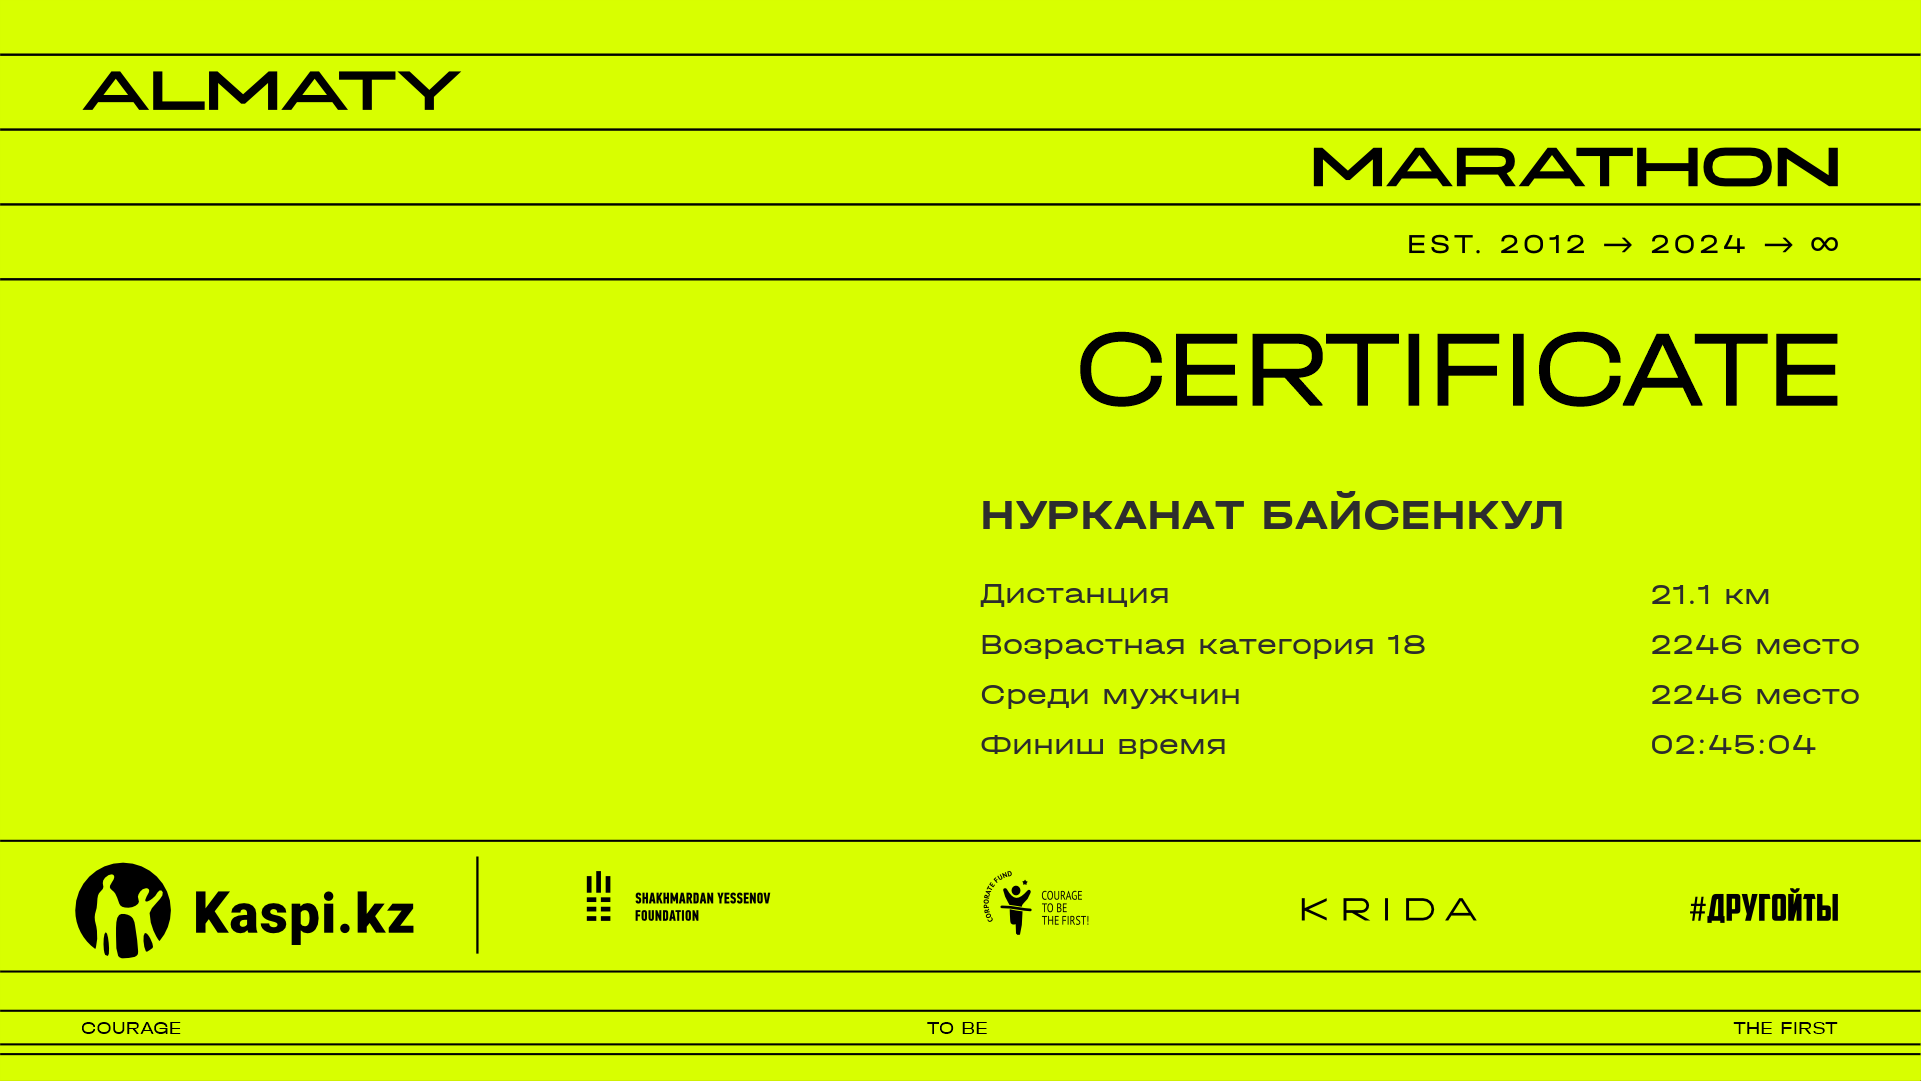 ALMATY
MARATHON
EST. 2012 → 2024 → ∞
CERTIFICATE
НУРКАНАТ БАЙСЕНКУЛ
Дистанция 21.1 км
Возрастная категория 18 2246 место
Среди мужчин 2246 место
Финиш время 02:45:04
Kaspi.kz
SHAKHMARDAN YESSENOV
FOUNDATION
CORPORATE FUND
COURAGE
TO BE
THE FIRST!
KRIDA
#ДРУГОЙТЫ
COURAGE TO BE THE FIRST